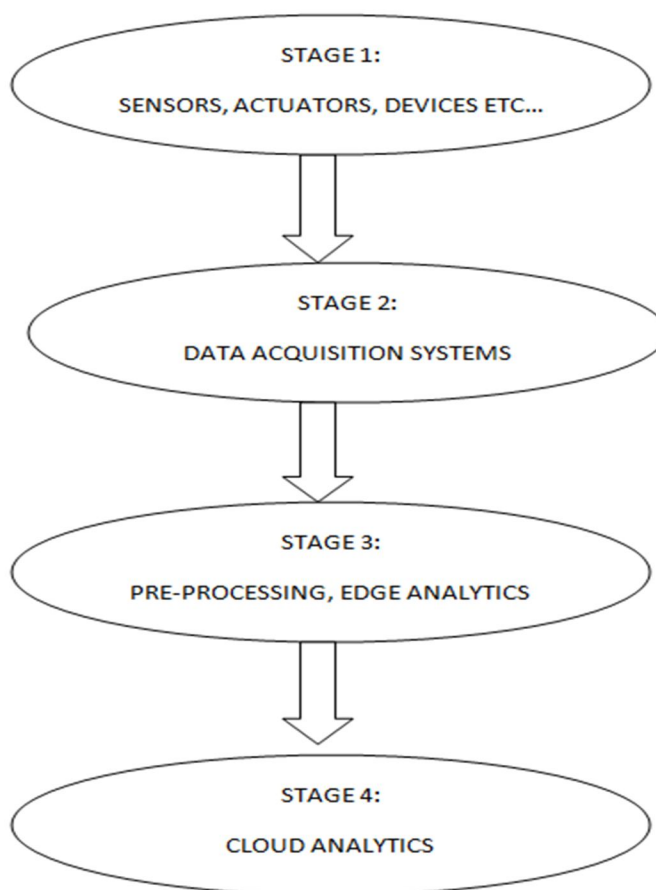 STAGE 1:
SENSORS, ACTUATORS, DEVICES ETC...
STAGE 2:
DATA ACQUISITION SYSTEMS
STAGE 3:
PRE-PROCESSING, EDGE ANALYTICS
STAGE 4:
CLOUD ANALYTICS